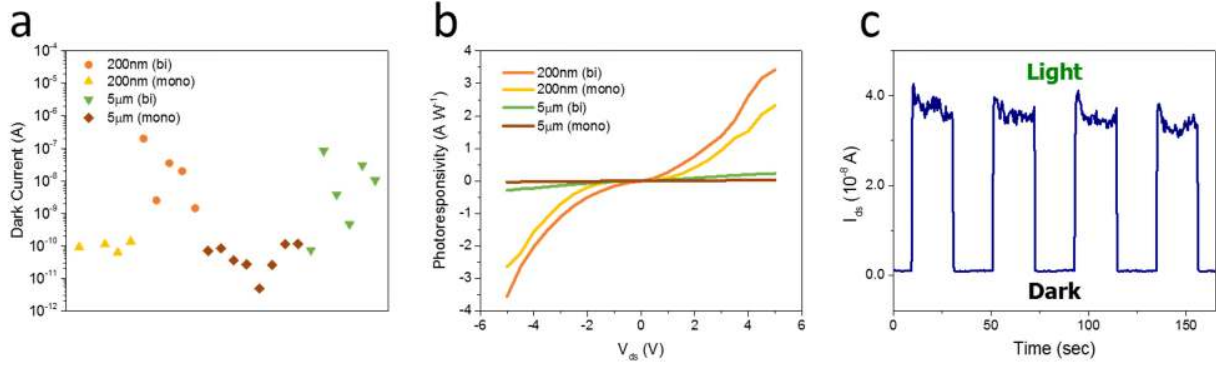 a
10⁻⁴
10⁻⁵
10⁻⁶
10⁻⁷
10⁻⁸
10⁻⁹
10⁻¹⁰
10⁻¹¹
10⁻¹²
Dark Current (A)
200nm (bi)
200nm (mono)
5μm (bi)
5μm (mono)
b
4
3
2
1
0
-1
-2
-3
-4
Photoresponsivity (A W⁻¹)
200nm (bi)
200nm (mono)
5μm (bi)
5μm (mono)
-6 -4 -2 0 2 4 6
V_ds (V)
c
4.0
2.0
0.0
I_ds (10⁻⁸ A)
Light
Dark
0 50 100 150
Time (sec)